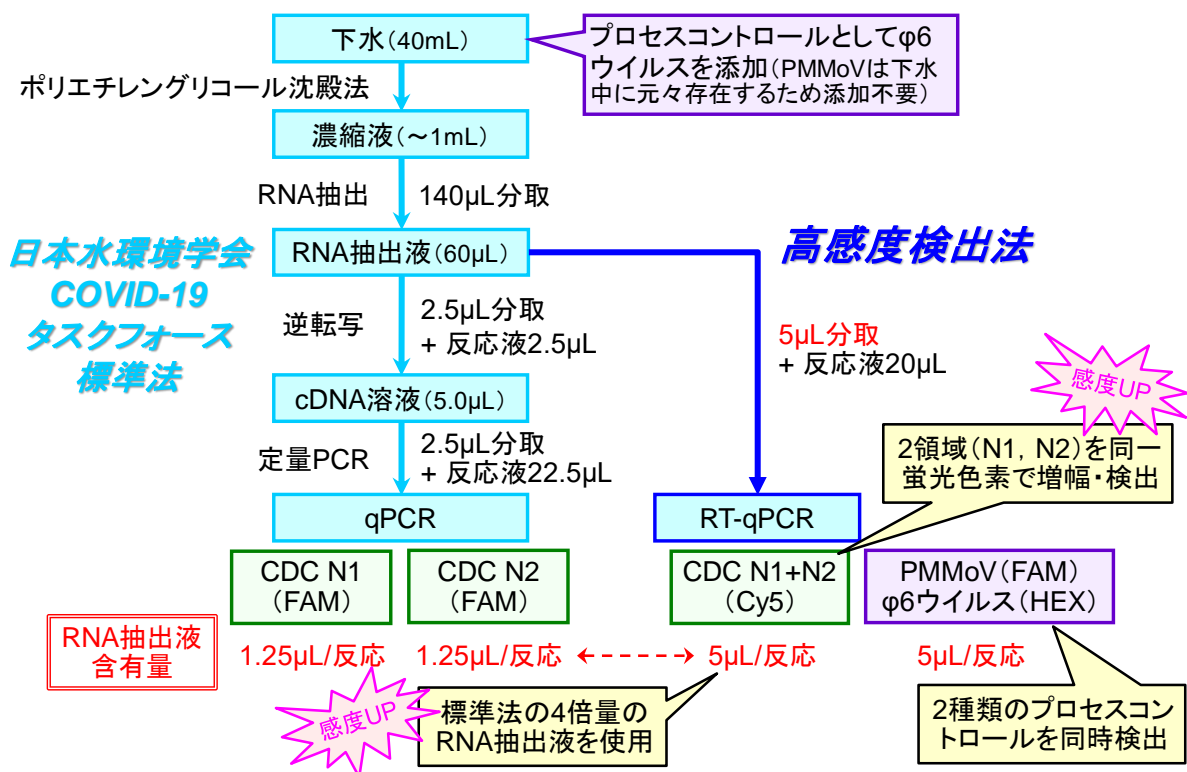 下水（40mL）
プロセスコントロールとしてφ6
ウイルスを添加（PMMoVは下水
中に元々存在するため添加不要）
ポリエチレングリコール沈殿法
濃縮液（～1mL）
RNA抽出
140μL分取
日本水環境学会
COVID-19
タスクフォース
標準法
RNA抽出液（60μL）
高感度検出法
逆転写
2.5μL分取
+ 反応液2.5μL
5μL分取
+ 反応液20μL
感度UP
cDNA溶液（5.0μL）
定量PCR
2.5μL分取
+ 反応液22.5μL
2領域（N1, N2）を同一
蛍光色素で増幅・検出
qPCR
RT-qPCR
CDC N1
（FAM）
CDC N2
（FAM）
CDC N1+N2
（Cy5）
PMMoV（FAM）
φ6ウイルス（HEX）
RNA抽出液
含有量
1.25μL/反応
1.25μL/反応
5μL/反応
5μL/反応
感度UP
標準法の4倍量の
RNA抽出液を使用
2種類のプロセスコン
トロールを同時検出